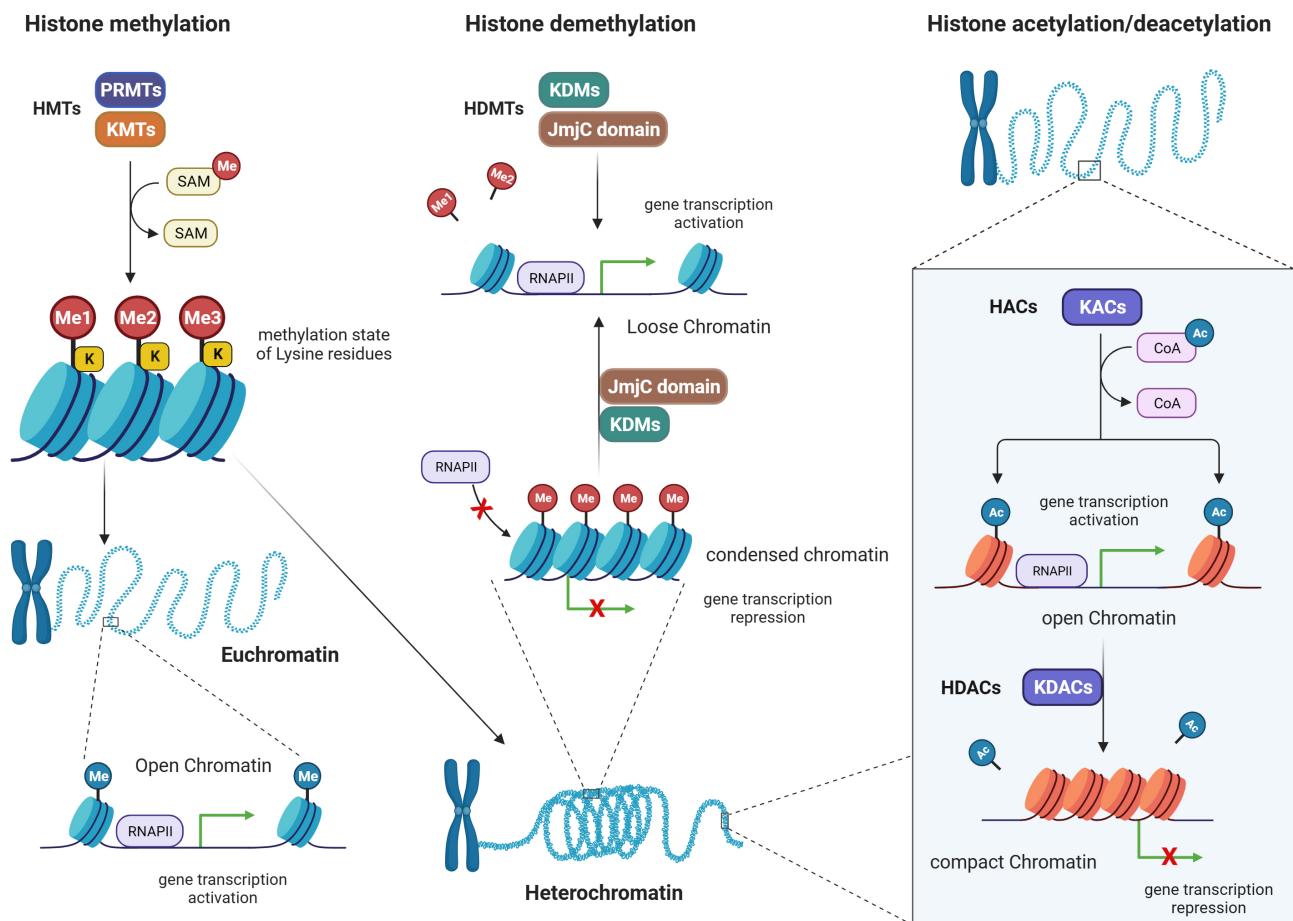 Histone methylation
HMTs
PRMTs
KMTs
Me
SAM
SAM
Me1
Me2
Me3
K
K
K
methylation state
of Lysine residues
Euchromatin
Open Chromatin
Me
Me
RNAPII
gene transcription
activation
Histone demethylation
HDMTs
KDMs
JmjC domain
Me1
Me2
gene transcription
activation
RNAPII
Loose Chromatin
JmjC domain
KDMs
RNAPII
Me
Me
Me
Me
condensed chromatin
gene transcription
repression
Heterochromatin
Histone acetylation/deacetylation
HACs
KACs
Ac
CoA
CoA
Ac
gene transcription
activation
Ac
RNAPII
open Chromatin
HDACs
KDACs
Ac
Ac
compact Chromatin
gene transcription
repression